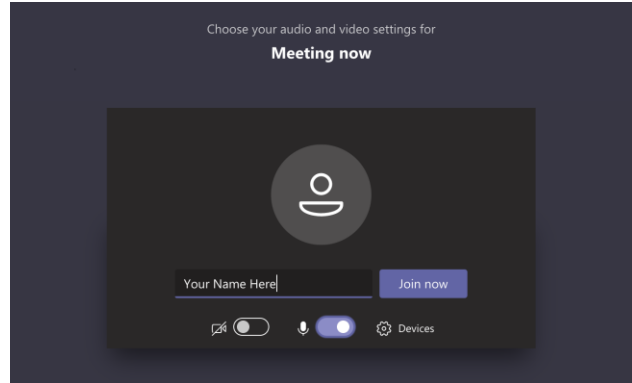 Choose your audio and video settings for
Meeting now
Your Name Here
Join now
Devices